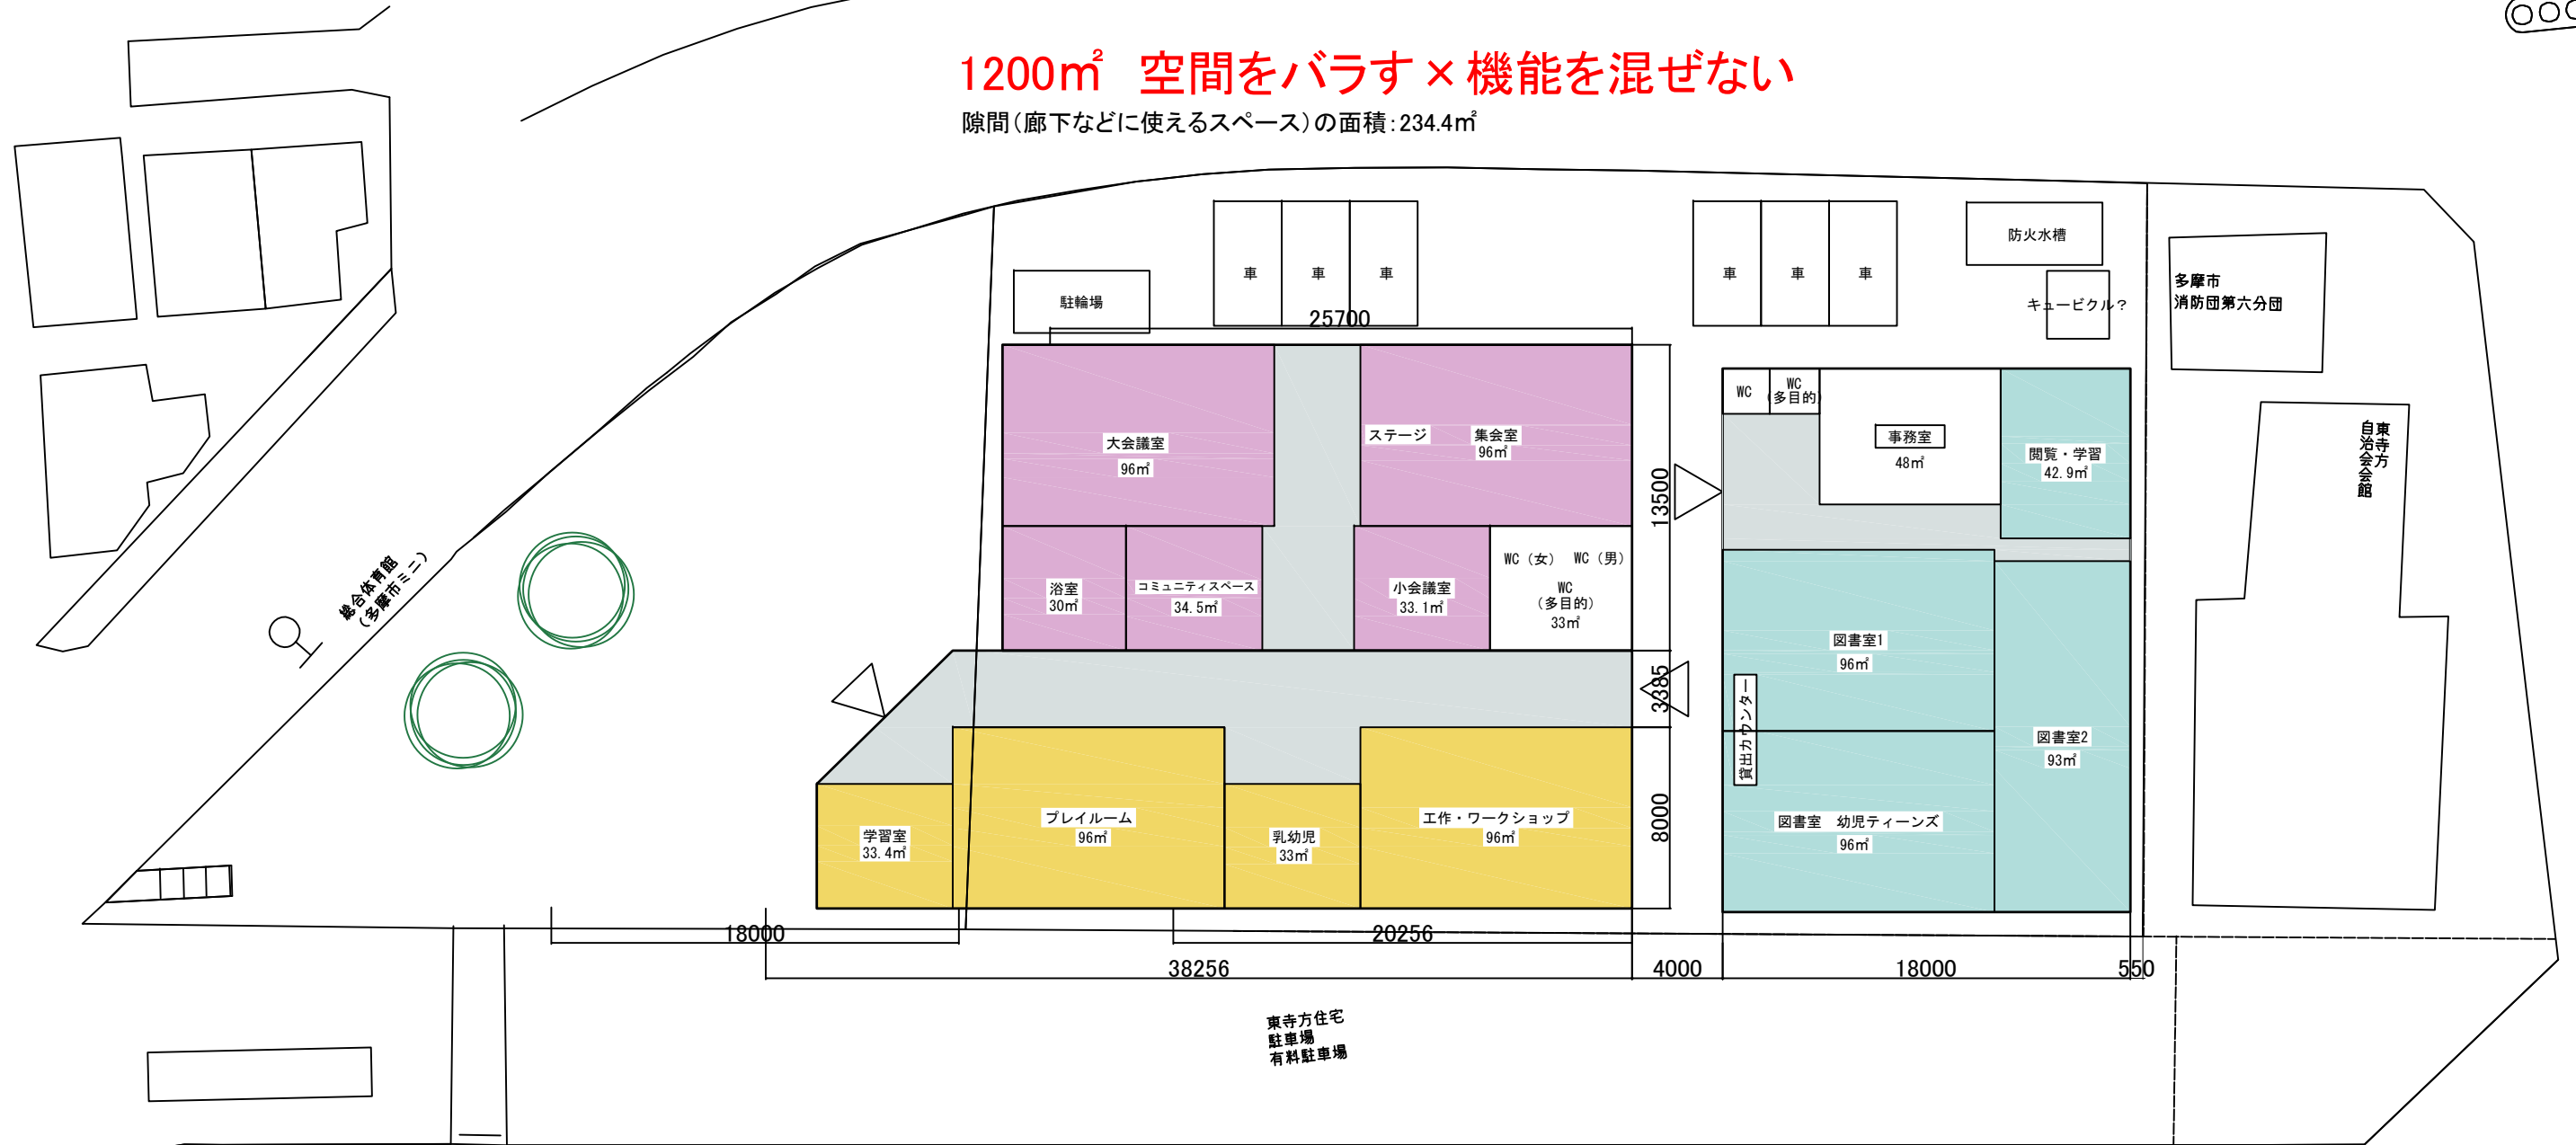 1200㎡ 空間をバラす×機能を混ぜない
隙間（廊下などに使えるスペース）の面積：234.4㎡
駐輪場
車 車 車
車 車 車
防火水槽
キュービクル？
多摩市
消防団第六分団
東寺方
自治会会館
25700
大会議室
96㎡
ステージ
集会室
96㎡
13500
浴室
30㎡
コミュニティスペース
34.5㎡
小会議室
33.1㎡
WC（女） WC（男）
WC
（多目的）
33㎡
WC
WC
（多目的）
事務室
48㎡
閲覧・学習
42.9㎡
図書室1
96㎡
貸出カウンター
図書室2
93㎡
図書室　幼児ティーンズ
96㎡
総合体育館
（多摩市ミニ）
3385
学習室
33.4㎡
プレイルーム
96㎡
乳幼児
33㎡
工作・ワークショップ
96㎡
8000
18000
20256
38256
4000
18000
550
東寺方住宅
駐車場
有料駐車場